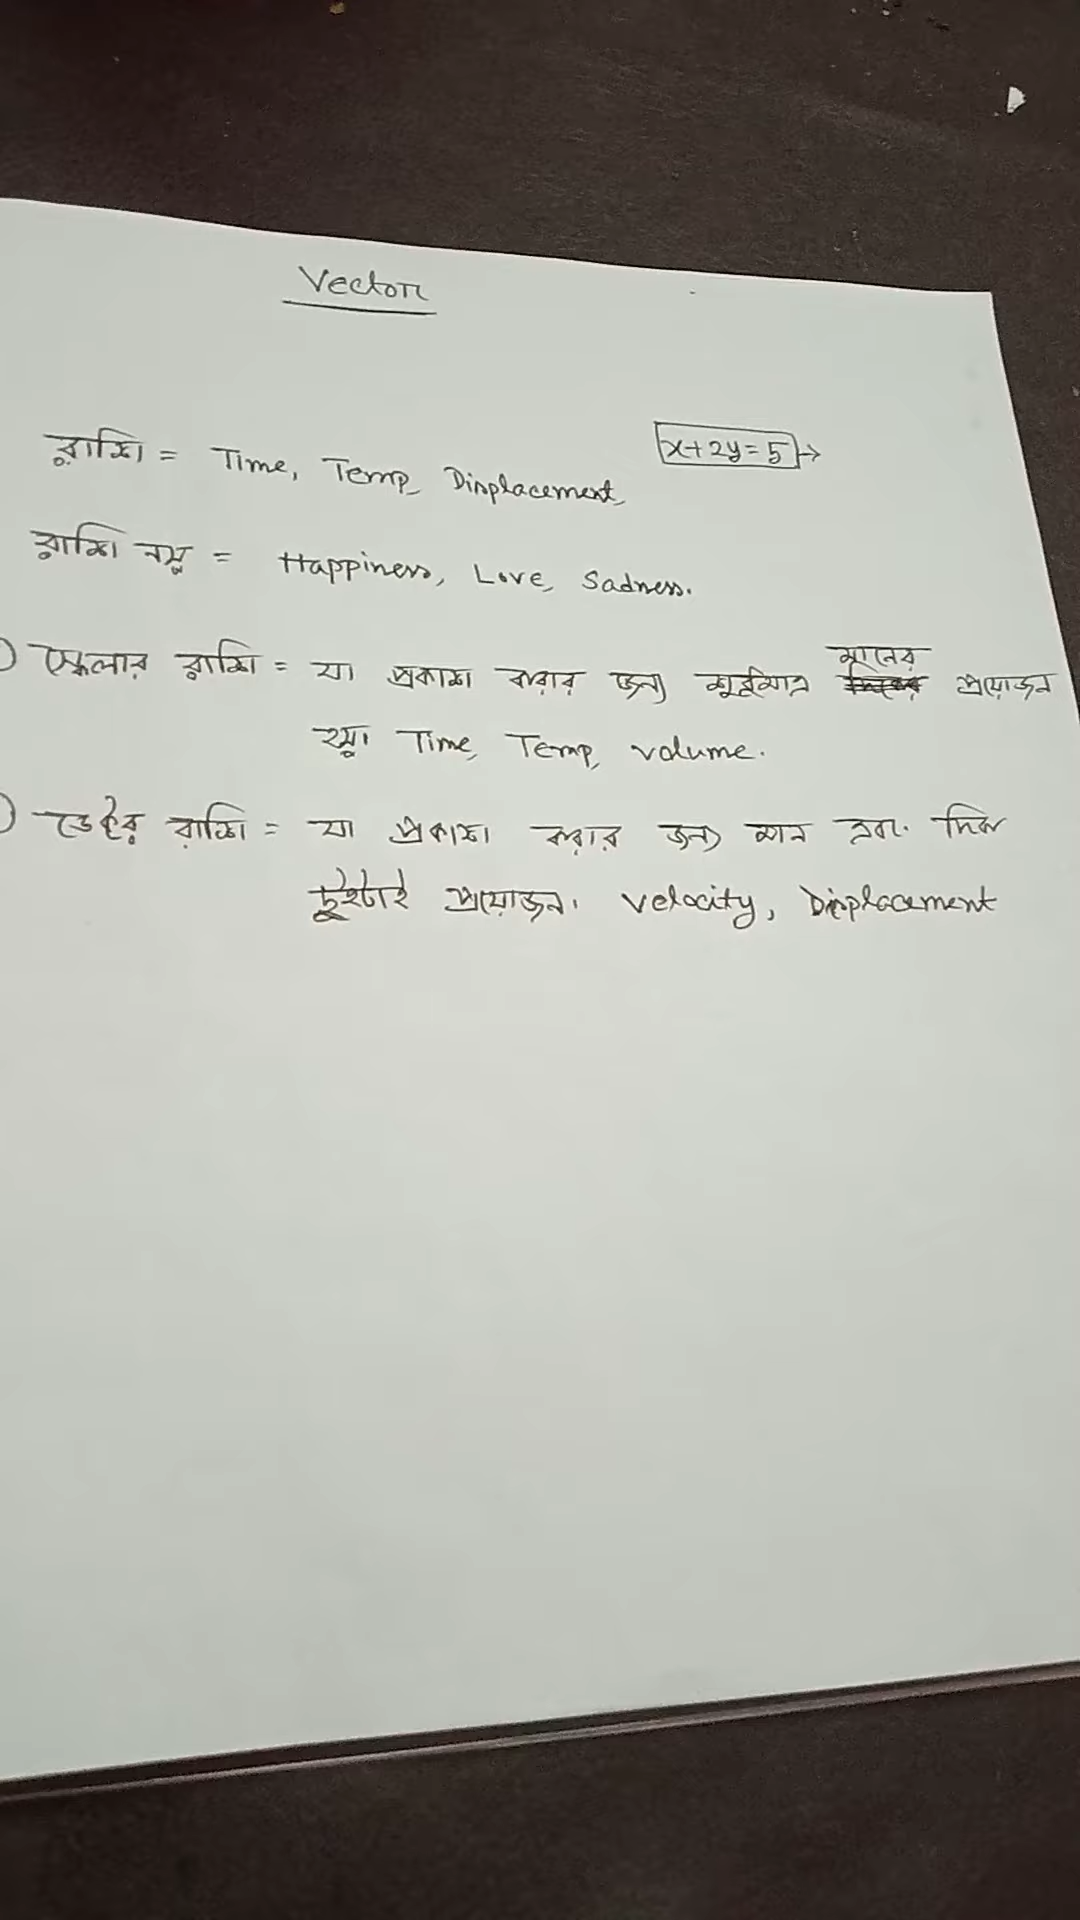 Vector
x+2y=5→
রাশি = Time, Temp, Displacement,
রাশি নয় = Happiness, Love, Sadness.
) স্কেলার রাশি = যা প্রকাশ করার জন্য শুধুমাত্র মানের প্রয়োজন
হয়। Time, Temp, volume.
) ভেক্টর রাশি = যা প্রকাশ করার জন্য মান এবং দিক
দুইটাই প্রয়োজন। velocity, Displacement